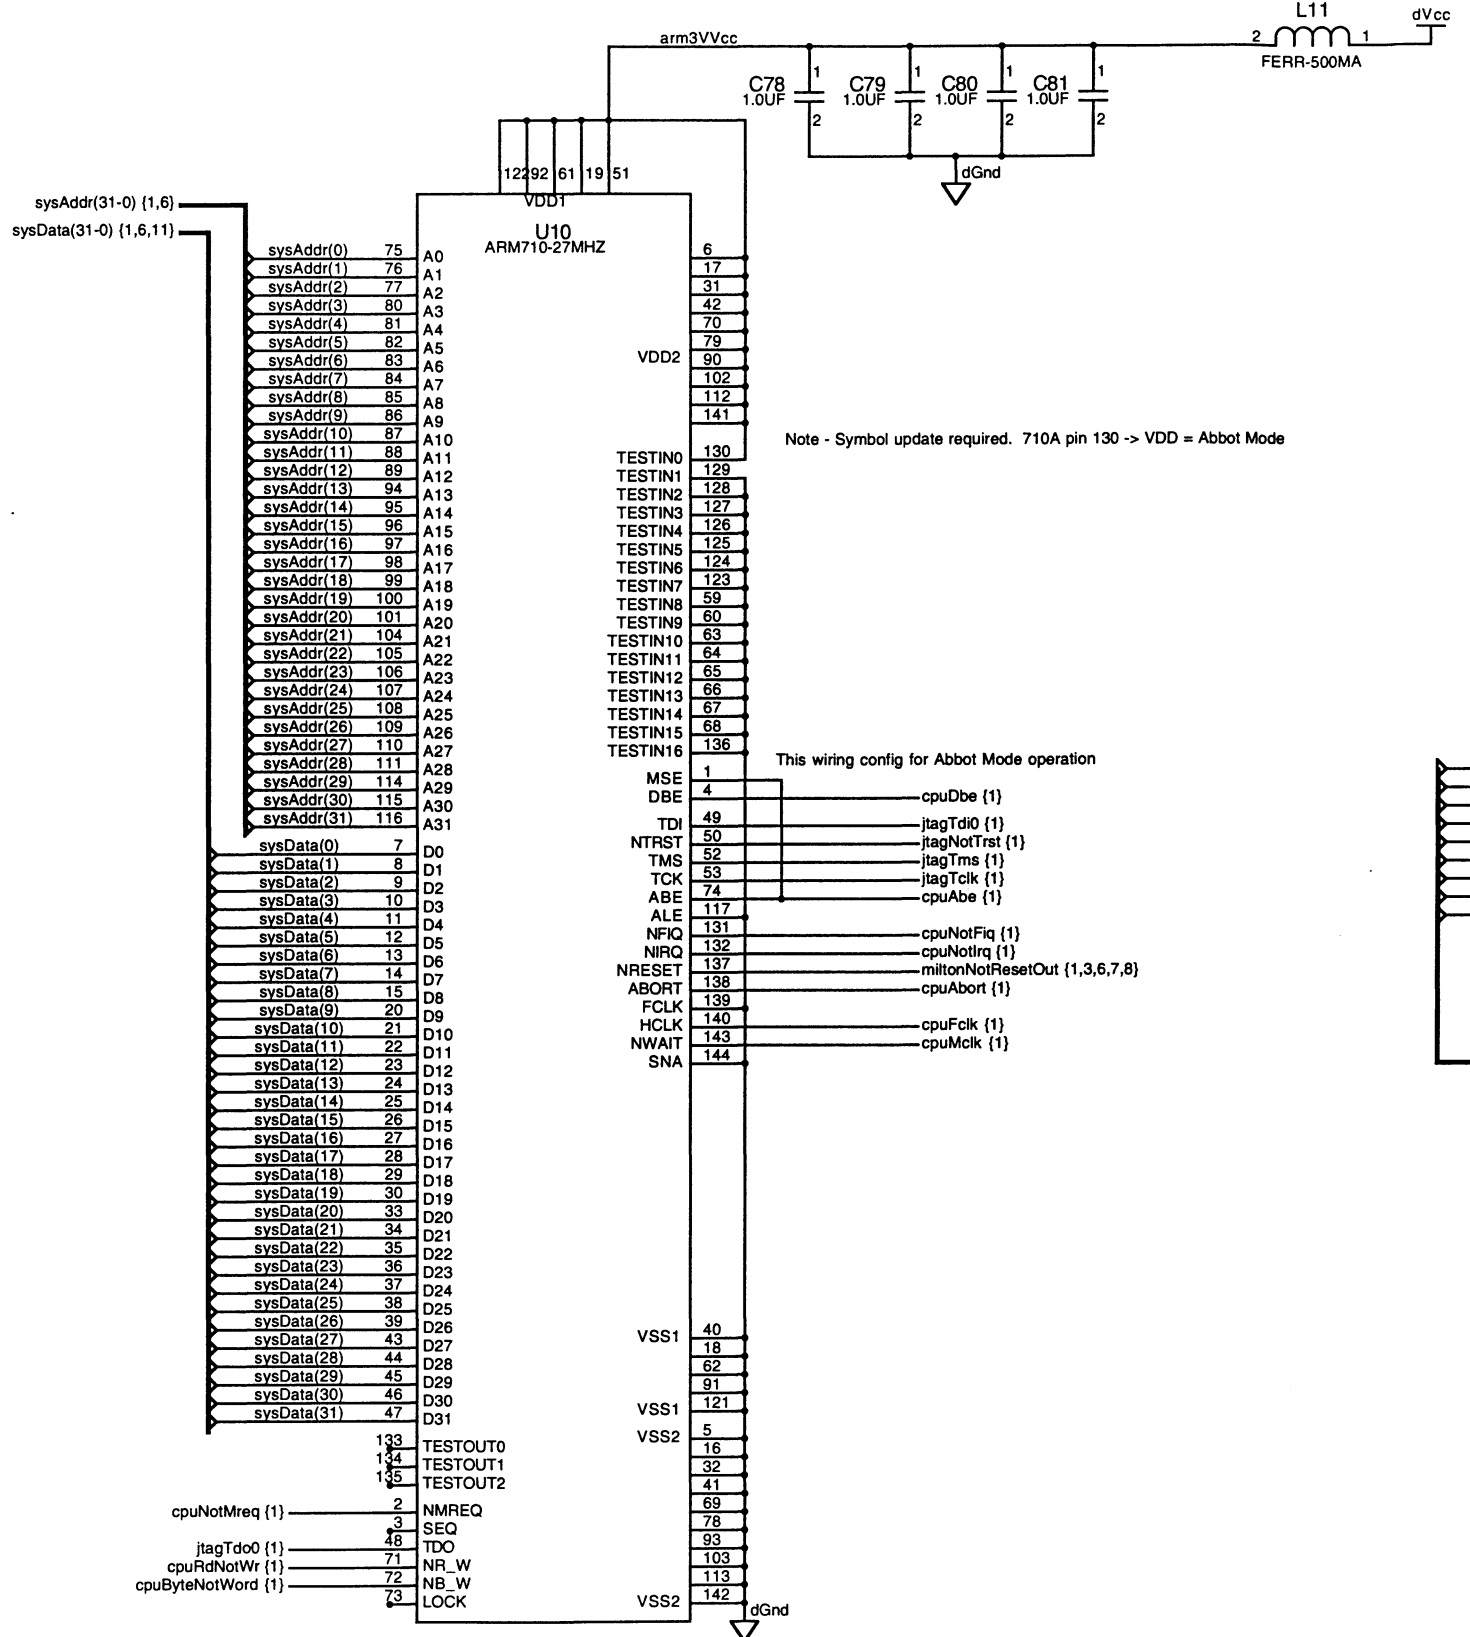 L11
dVcc
arm3VVcc
2
1
FERR-500MA
C78
1.0UF
1
2
C79
1.0UF
1
2
C80
1.0UF
1
2
C81
1.0UF
1
2
dGnd
122
92
61
19
51
VDD1
sysAddr(31-0) {1,6}
sysData(31-0) {1,6,11}
U10
ARM710-27MHZ
sysAddr(0) 75 A0
sysAddr(1) 76 A1
sysAddr(2) 77 A2
sysAddr(3) 80 A3
sysAddr(4) 81 A4
sysAddr(5) 82 A5
sysAddr(6) 83 A6
sysAddr(7) 84 A7
sysAddr(8) 85 A8
sysAddr(9) 86 A9
sysAddr(10) 87 A10
sysAddr(11) 88 A11
sysAddr(12) 89 A12
sysAddr(13) 94 A13
sysAddr(14) 95 A14
sysAddr(15) 96 A15
sysAddr(16) 97 A16
sysAddr(17) 98 A17
sysAddr(18) 99 A18
sysAddr(19) 100 A19
sysAddr(20) 101 A20
sysAddr(21) 104 A21
sysAddr(22) 105 A22
sysAddr(23) 106 A23
sysAddr(24) 107 A24
sysAddr(25) 108 A25
sysAddr(26) 109 A26
sysAddr(27) 110 A27
sysAddr(28) 111 A28
sysAddr(29) 114 A29
sysAddr(30) 115 A30
sysAddr(31) 116 A31
sysData(0) 7 D0
sysData(1) 8 D1
sysData(2) 9 D2
sysData(3) 10 D3
sysData(4) 11 D4
sysData(5) 12 D5
sysData(6) 13 D6
sysData(7) 14 D7
sysData(8) 15 D8
sysData(9) 20 D9
sysData(10) 21 D10
sysData(11) 22 D11
sysData(12) 23 D12
sysData(13) 24 D13
sysData(14) 25 D14
sysData(15) 26 D15
sysData(16) 27 D16
sysData(17) 28 D17
sysData(18) 29 D18
sysData(19) 30 D19
sysData(20) 33 D20
sysData(21) 34 D21
sysData(22) 35 D22
sysData(23) 36 D23
sysData(24) 37 D24
sysData(25) 38 D25
sysData(26) 39 D26
sysData(27) 43 D27
sysData(28) 44 D28
sysData(29) 45 D29
sysData(30) 46 D30
sysData(31) 47 D31
133 TESTOUT0
134 TESTOUT1
135 TESTOUT2
cpuNotMreq {1} 2 NMREQ
3 SEQ
jtagTdo0 {1} 48 TDO
cpuRdNotWr {1} 71 NR_W
cpuByteNotWord {1} 72 NB_W
73 LOCK
6
17
31
42
70
79
VDD2
90
102
112
141
Note - Symbol update required. 710A pin 130 -> VDD = Abbot Mode
TESTIN0 130
TESTIN1 129
TESTIN2 128
TESTIN3 127
TESTIN4 126
TESTIN5 125
TESTIN6 124
TESTIN7 123
TESTIN8 59
TESTIN9 60
TESTIN10 63
TESTIN11 64
TESTIN12 65
TESTIN13 66
TESTIN14 67
TESTIN15 68
TESTIN16 136
This wiring config for Abbot Mode operation
MSE 1
DBE 4 cpuDbe {1}
TDI 49 jtagTdi0 {1}
NTRST 50 jtagNotTrst {1}
TMS 52 jtagTms {1}
TCK 53 jtagTclk {1}
ABE 74 cpuAbe {1}
ALE 117
NFIQ 131 cpuNotFiq {1}
NIRQ 132 cpuNotIrq {1}
NRESET 137 miltonNotResetOut {1,3,6,7,8}
ABORT 138 cpuAbort {1}
FCLK 139
HCLK 140 cpuFclk {1}
NWAIT 143 cpuMclk {1}
SNA 144
VSS1 40
18
62
91
VSS1 121
VSS2 5
16
32
41
69
78
93
103
113
VSS2 142
dGnd